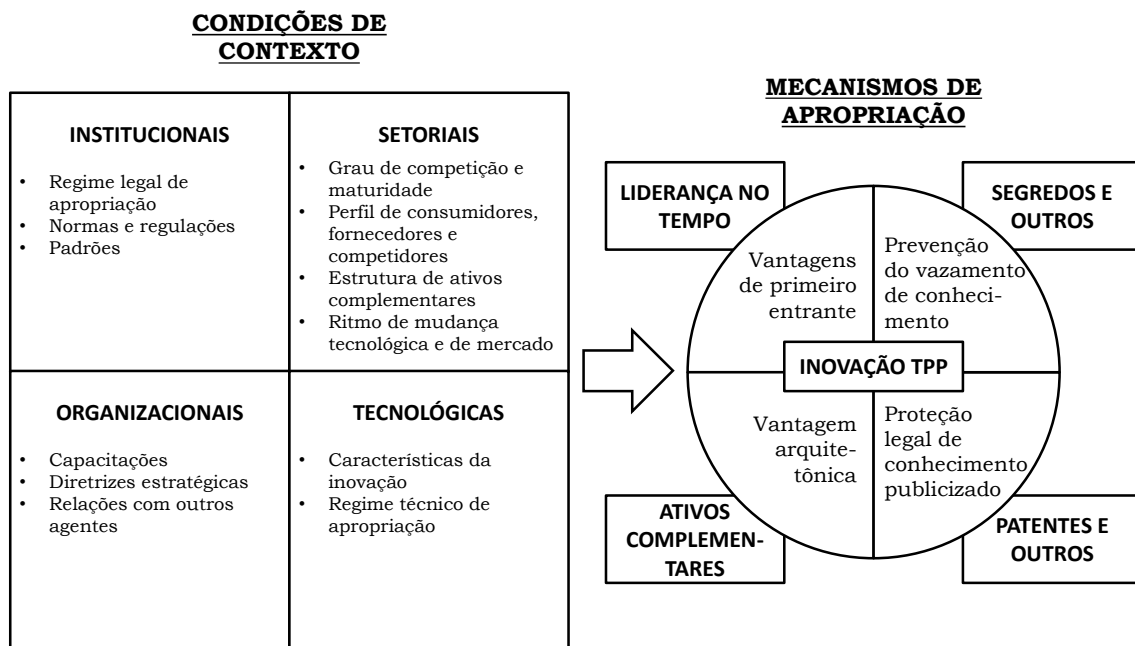 CONDIÇÕES DE
CONTEXTO
INSTITUCIONAIS
• Regime legal de
apropriação
• Normas e regulações
• Padrões
SETORIAIS
• Grau de competição e
maturidade
• Perfil de consumidores,
fornecedores e
competidores
• Estrutura de ativos
complementares
• Ritmo de mudança
tecnológica e de mercado
ORGANIZACIONAIS
• Capacitações
• Diretrizes estratégicas
• Relações com outros
agentes
TECNOLÓGICAS
• Características da
inovação
• Regime técnico de
apropriação
MECANISMOS DE
APROPRIAÇÃO
LIDERANÇA NO
TEMPO
SEGREDOS E
OUTROS
Vantagens
de primeiro
entrante
Prevenção
do vazamento
de conheci-
mento
INOVAÇÃO TPP
Vantagem
arquite-
tônica
Proteção
legal de
conhecimento
publicizado
ATIVOS
COMPLEMEN-
TARES
PATENTES E
OUTROS